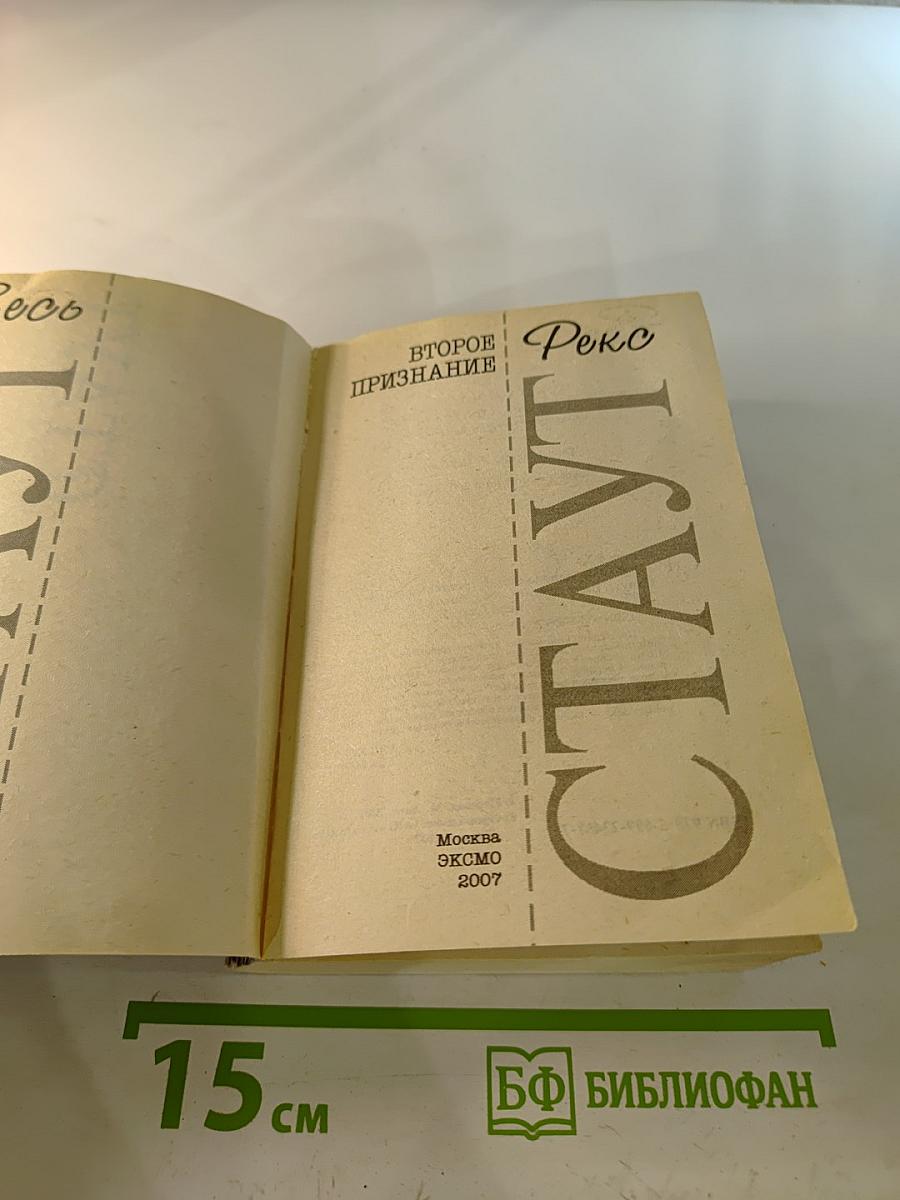 Весь
ВТОРОЕ
ПРИЗНАНИЕ
Рекс
СТАУТ
Москва
ЭКСМО
2007
15 см
БФ БИБЛИОФАН